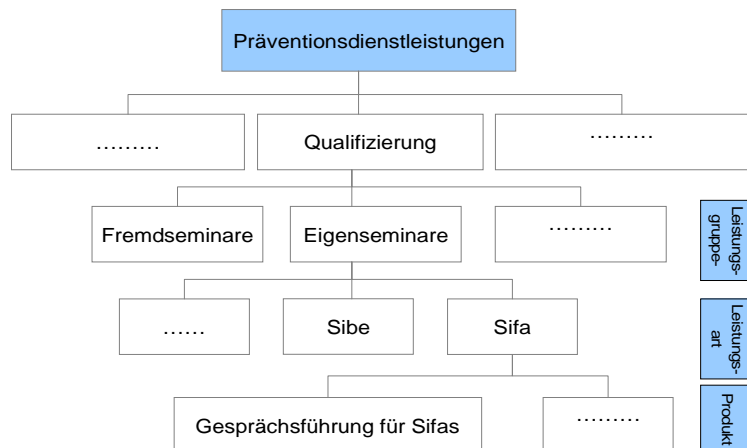 Präventionsdienstleistungen
………
Qualifizierung
………
Fremdseminare
Eigenseminare
………
Leistungs-
gruppe-
……
Sibe
Sifa
Leistungs-
art
Gesprächsführung für Sifas
………
Produkt